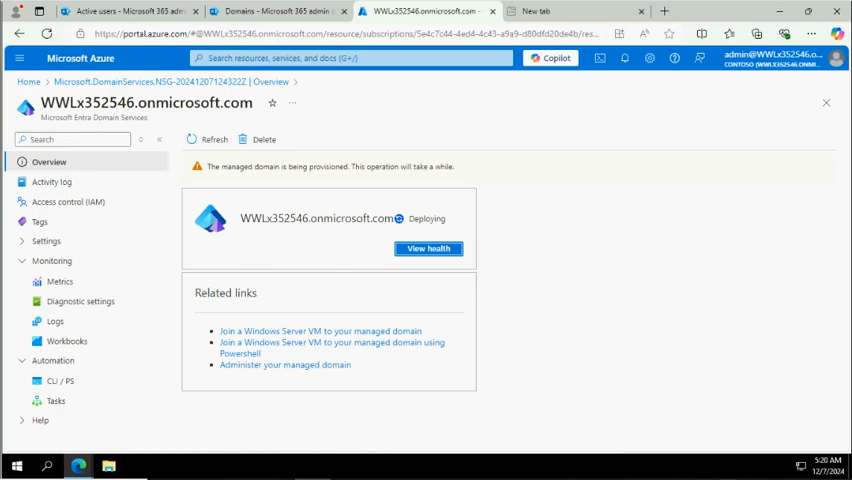 Active users - Microsoft 365 adm
Domains - Microsoft 365 admin c
WWLx352546.onmicrosoft.com -
New tab
https://portal.azure.com/#@WWLx352546.onmicrosoft.com/resource/subscriptions/5e4c7c44-4ed4-4c43-a9a9-d80dfd20de4b/res...
Microsoft Azure
Search resources, services, and docs (G+/)
Copilot
admin@WWLx352546.o...
CONTOSO (WWLX352546.ONMIC...
Home
Microsoft.DomainServices.NSG-20241207124322Z | Overview
WWLx352546.onmicrosoft.com
Microsoft Entra Domain Services
Search
Refresh
Delete
Overview
The managed domain is being provisioned. This operation will take a while.
Activity log
Access control (IAM)
Tags
Settings
Monitoring
Metrics
Diagnostic settings
Logs
Workbooks
Automation
CLI / PS
Tasks
Help
WWLx352546.onmicrosoft.com
Deploying
View health
Related links
Join a Windows Server VM to your managed domain
Join a Windows Server VM to your managed domain using
Powershell
Administer your managed domain
5:20 AM
12/7/2024